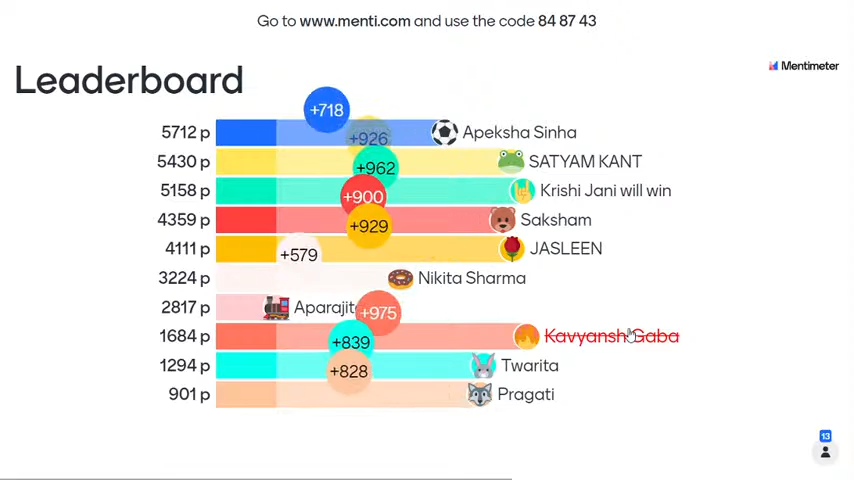 Go to www.menti.com and use the code 84 87 43
Mentimeter
Leaderboard
+718
5712 p Apeksha Sinha
+926
5430 p SATYAM KANT
+962
5158 p Krishi Jani will win
+900
4359 p Saksham
+929
4111 p JASLEEN
+579
3224 p Nikita Sharma
2817 p Aparajit
+975
1684 p Kavyansh Gaba
+839
1294 p Twarita
+828
901 p Pragati
13